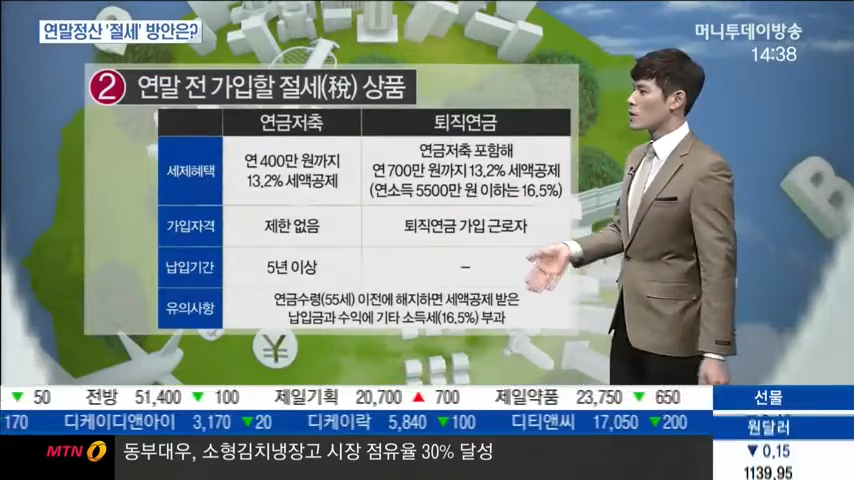 연말정산 '절세' 방안은?
머니투데이방송
14:38
2 연말 전 가입할 절세(稅) 상품
연금저축 퇴직연금
세제혜택
연 400만 원까지
13.2% 세액공제
연금저축 포함해
연 700만 원까지 13.2% 세액공제
(연소득 5500만 원 이하는 16.5%)
가입자격 제한 없음 퇴직연금 가입 근로자
납입기간 5년 이상 -
유의사항
연금수령(55세) 이전에 해지하면 세액공제 받은
납입금과 수익에 기타 소득세(16.5%) 부과
¥
B
▼ 50 전방 51,400 ▼ 100 제일기획 20,700 ▲ 700 제일약품 23,750 ▼ 650
170 디케이디앤아이 3,170 ▼20 디케이락 5,840 ▼100 디티앤씨 17,050 ▼200
선물
원달러
▼ 0.15
1139.95
MTN 동부대우, 소형김치냉장고 시장 점유율 30% 달성